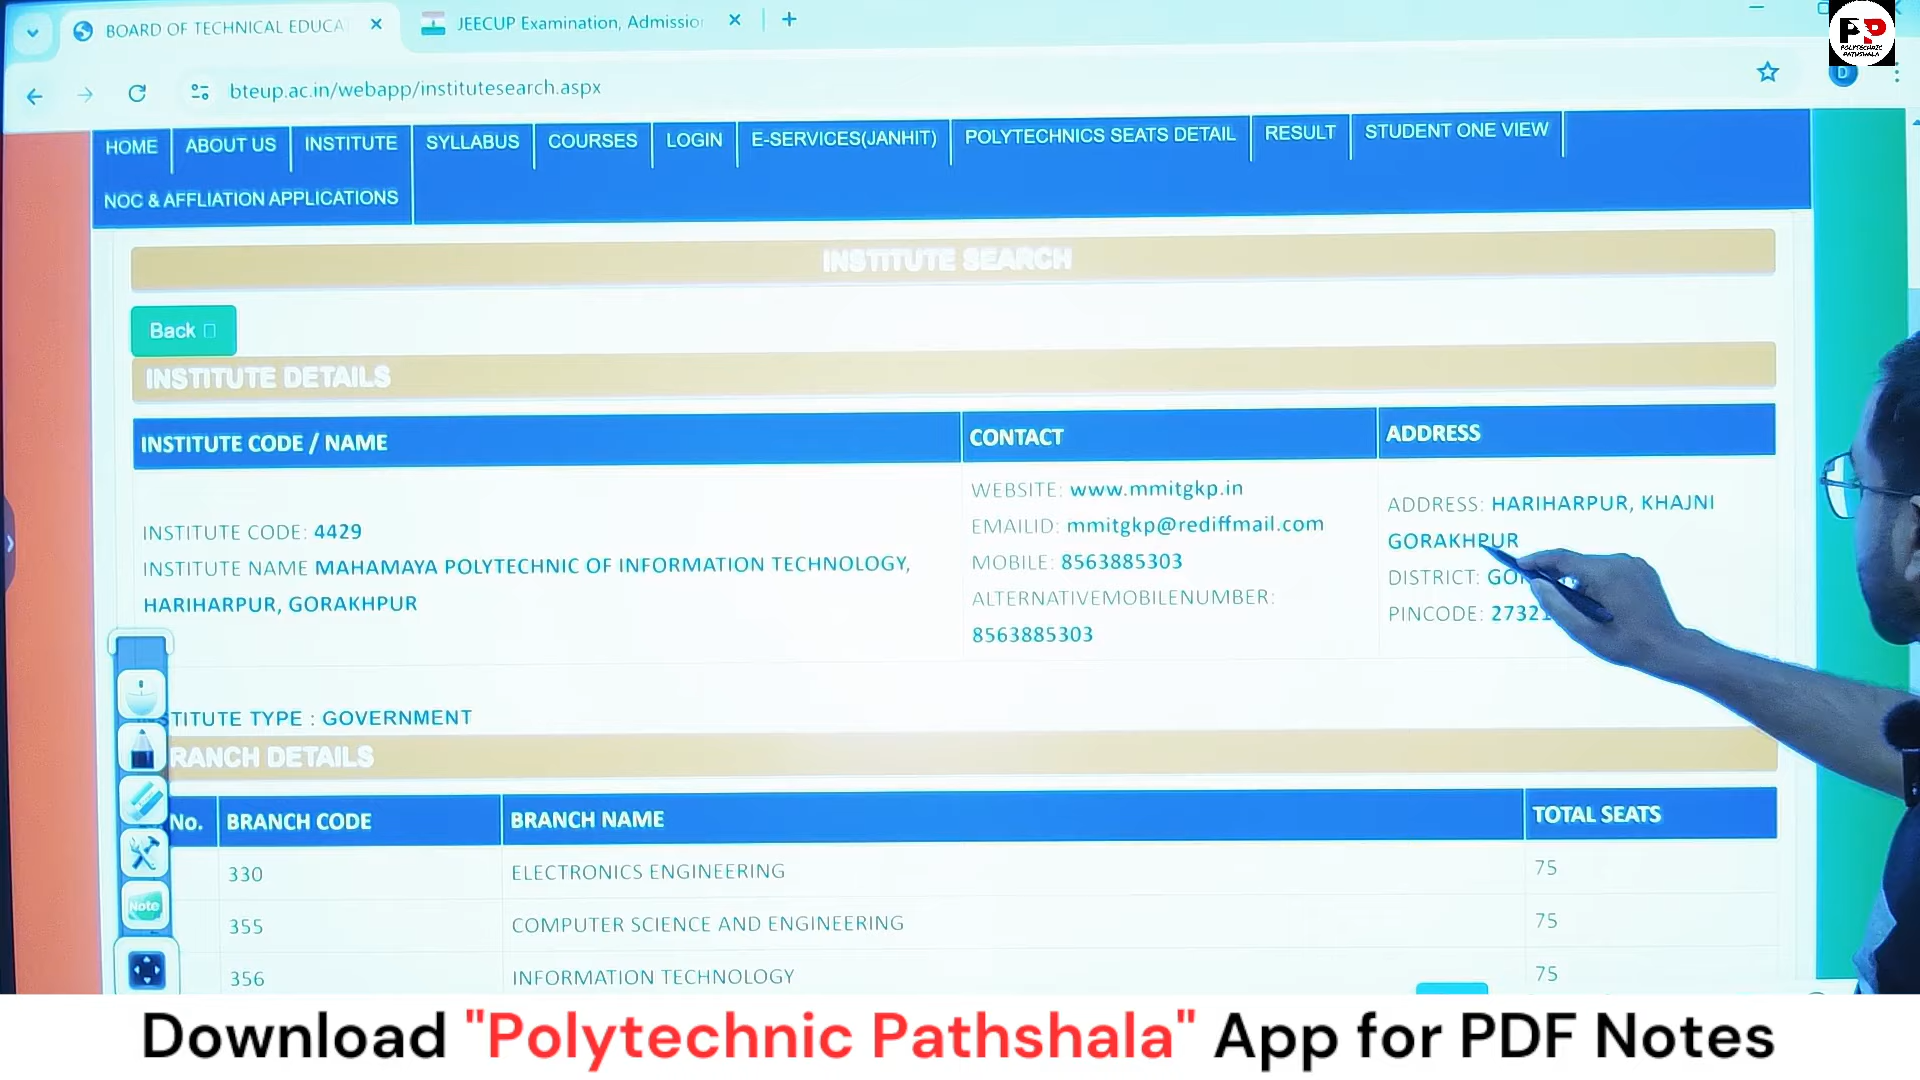 BOARD OF TECHNICAL EDUCA
JEECUP Examination, Admissio
PP
POLYTECHNIC
PATHSHALA
bteup.ac.in/webapp/institutesearch.aspx
D
HOME
ABOUT US
INSTITUTE
SYLLABUS
COURSES
LOGIN
E-SERVICES(JANHIT)
POLYTECHNICS SEATS DETAIL
RESULT
STUDENT ONE VIEW
NOC & AFFLIATION APPLICATIONS
INSTITUTE SEARCH
Back
INSTITUTE DETAILS
INSTITUTE CODE / NAME
CONTACT
ADDRESS
INSTITUTE CODE: 4429
INSTITUTE NAME MAHAMAYA POLYTECHNIC OF INFORMATION TECHNOLOGY,
HARIHARPUR, GORAKHPUR
WEBSITE: www.mmitgkp.in
EMAILID: mmitgkp@rediffmail.com
MOBILE: 8563885303
ALTERNATIVEMOBILENUMBER:
8563885303
ADDRESS: HARIHARPUR, KHAJNI
GORAKHPUR
DISTRICT:
PINCODE:
TITUTE TYPE : GOVERNMENT
RANCH DETAILS
No.
BRANCH CODE
BRANCH NAME
TOTAL SEATS
330
ELECTRONICS ENGINEERING
75
355
COMPUTER SCIENCE AND ENGINEERING
75
356
INFORMATION TECHNOLOGY
75
Note
Download "Polytechnic Pathshala" App for PDF Notes